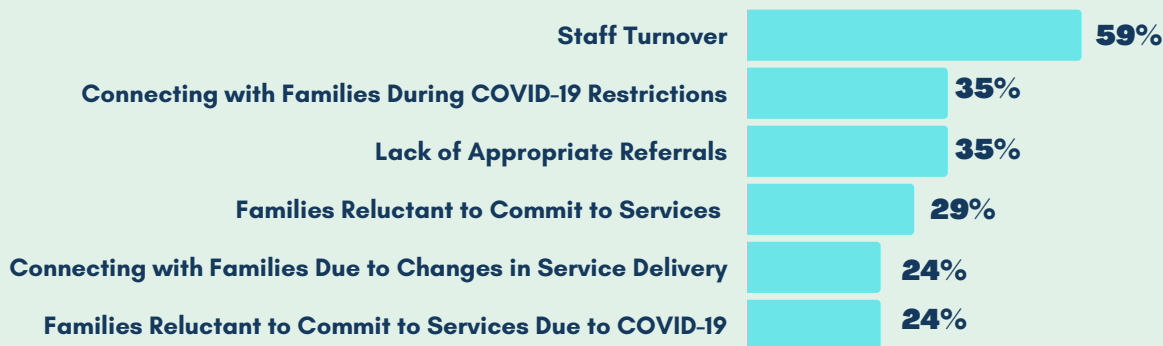 Staff Turnover 59%
Connecting with Families During COVID-19 Restrictions 35%
Lack of Appropriate Referrals 35%
Families Reluctant to Commit to Services 29%
Connecting with Families Due to Changes in Service Delivery 24%
Families Reluctant to Commit to Services Due to COVID-19 24%